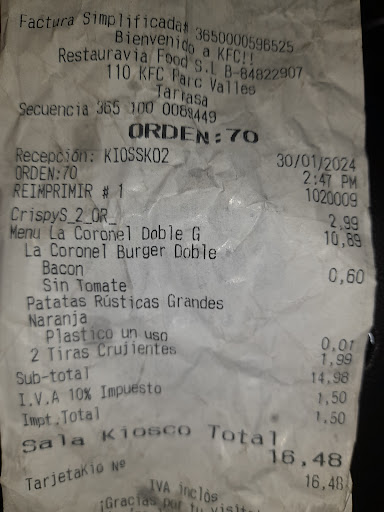 Factura Simplificada# 3650000596525
Bienvenido a KFC!!
Restauravia Food S.L B-84822907
110 KFC Parc Valles
Tarrasa
Secuencia 365 100 0088449
ORDEN:70
Recepción: KIOSSK02 30/01/2024
ORDEN:70 2:47 PM
REIMPRIMIR # 1 1020009
CrispyS_2_OR_ 2,99
Menu La Coronel Doble G 10,89
La Coronel Burger Doble
Bacon 0,60
Sin Tomate
Patatas Rústicas Grandes
Naranja
Plastico un uso 0,01
2 Tiras Crujientes 1,99
Sub-total 14,98
I.V.A 10% Impuesto 1,50
Impt.Total 1,50
Sala Kiosco Total 16,48
TarjetaKio Nº 16,48
IVA inclòs
¡Gracias por tu visita